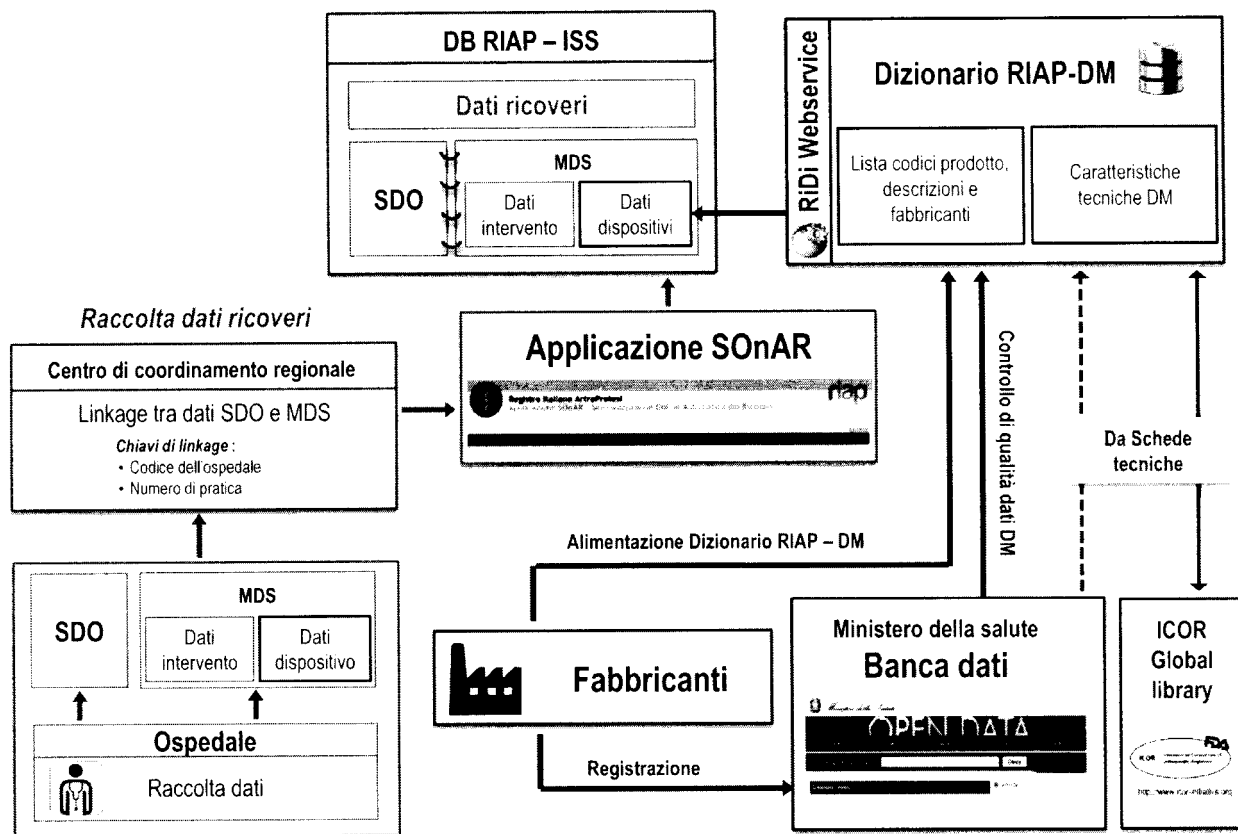 DB RIAP – ISS
Dati ricoveri
SDO
MDS
Dati
intervento
Dati
dispositivi
RiDi Webservice
Dizionario RIAP-DM
Lista codici prodotto,
descrizioni e
fabbricanti
Caratteristiche
tecniche DM
Raccolta dati ricoveri
Centro di coordinamento regionale
Linkage tra dati SDO e MDS
Chiavi di linkage :
• Codice dell'ospedale
• Numero di pratica
Applicazione SOnAR
Registro Italiano ArtroProtesi
riap
Controllo di qualità dati DM
Da Schede
tecniche
Alimentazione Dizionario RIAP – DM
SDO
MDS
Dati
intervento
Dati
dispositivo
Ospedale
Raccolta dati
Fabbricanti
Registrazione
Ministero della salute
Banca dati
Ministero della Salute
OPEN DATA
ICOR
Global
library
FDA
ICOR